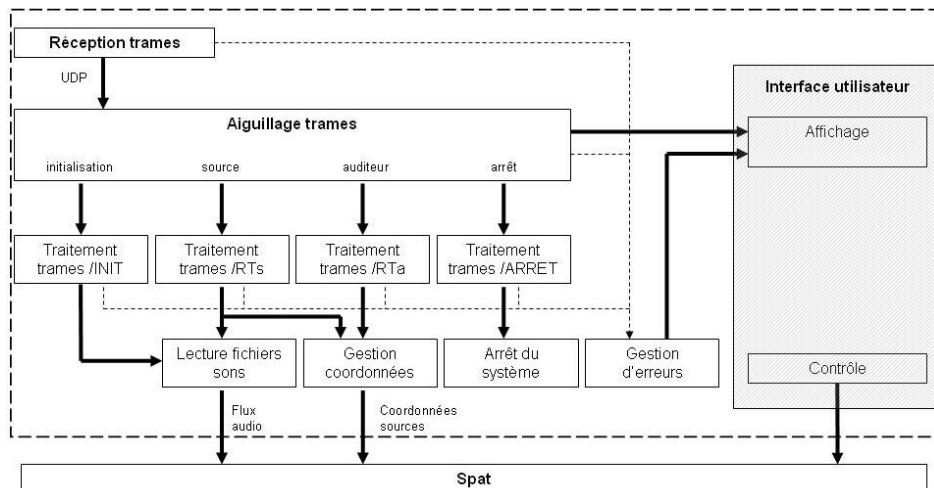 Réception trames
UDP
Interface utilisateur
Aiguillage trames
Affichage
initialisation
source
auditeur
arrêt
Traitement
trames /INIT
Traitement
trames /RTs
Traitement
trames /RTa
Traitement
trames /ARRET
Lecture fichiers
sons
Gestion
coordonnées
Arrêt du
système
Gestion
d'erreurs
Contrôle
Flux
audio
Coordonnées
sources
Spat